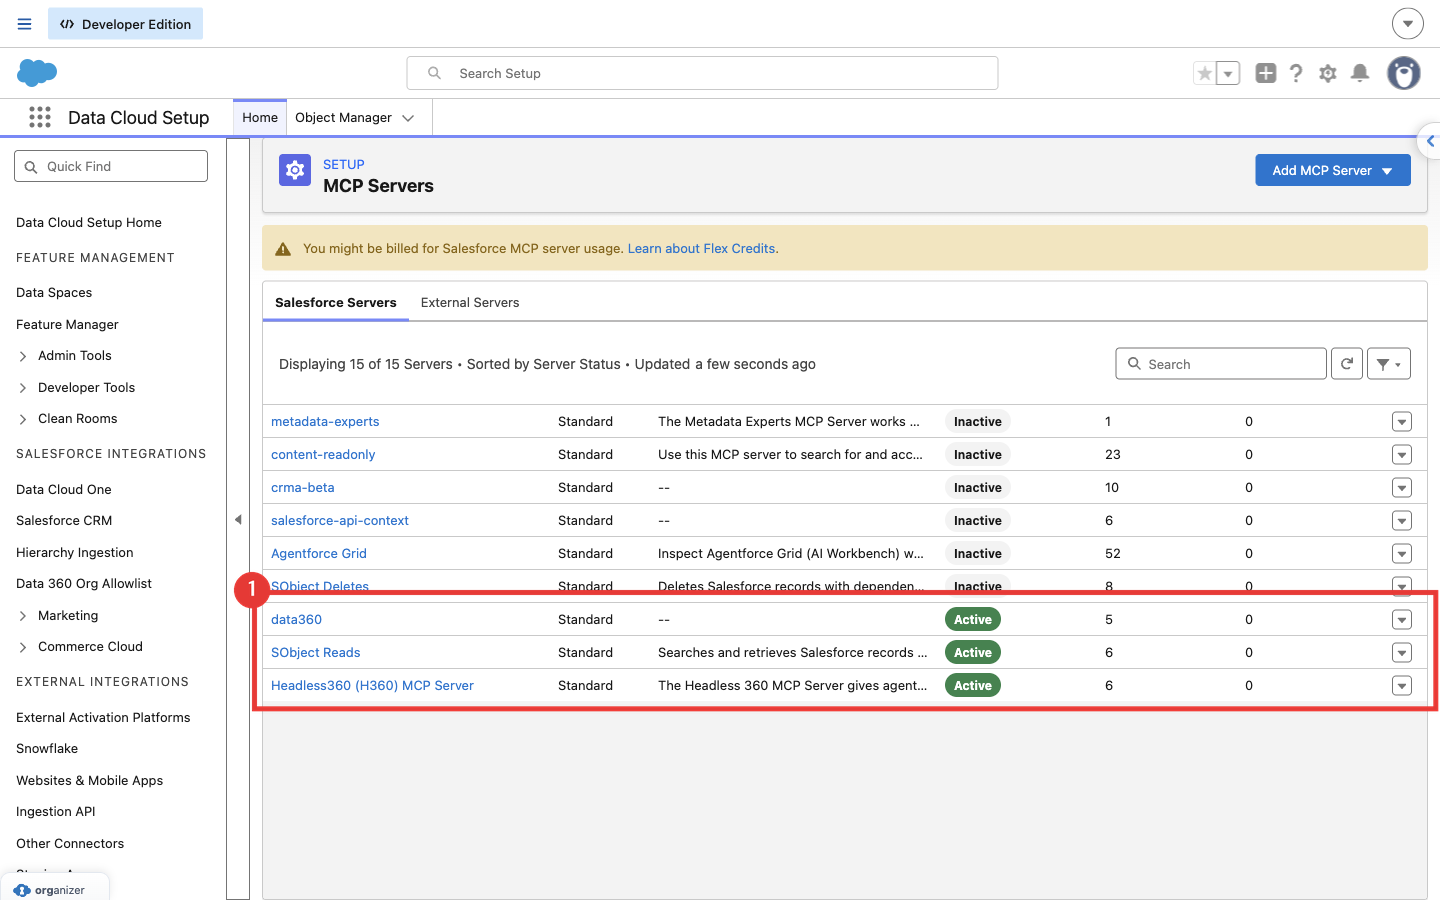 Developer Edition
Search Setup
Data Cloud Setup
Home
Object Manager
Quick Find
Data Cloud Setup Home
FEATURE MANAGEMENT
Data Spaces
Feature Manager
Admin Tools
Developer Tools
Clean Rooms
SALESFORCE INTEGRATIONS
Data Cloud One
Salesforce CRM
Hierarchy Ingestion
Data 360 Org Allowlist
Marketing
Commerce Cloud
EXTERNAL INTEGRATIONS
External Activation Platforms
Snowflake
Websites & Mobile Apps
Ingestion API
Other Connectors
organizer
SETUP
MCP Servers
Add MCP Server
You might be billed for Salesforce MCP server usage. Learn about Flex Credits.
Salesforce Servers
External Servers
Displaying 15 of 15 Servers • Sorted by Server Status • Updated a few seconds ago
Search
metadata-experts Standard The Metadata Experts MCP Server works ... Inactive 1 0
content-readonly Standard Use this MCP server to search for and acc... Inactive 23 0
crma-beta Standard -- Inactive 10 0
salesforce-api-context Standard -- Inactive 6 0
Agentforce Grid Standard Inspect Agentforce Grid (AI Workbench) w... Inactive 52 0
SObject Deletes Standard Deletes Salesforce records with dependen... Inactive 8 0
1
data360 Standard -- Active 5 0
SObject Reads Standard Searches and retrieves Salesforce records ... Active 6 0
Headless360 (H360) MCP Server Standard The Headless 360 MCP Server gives agent... Active 6 0